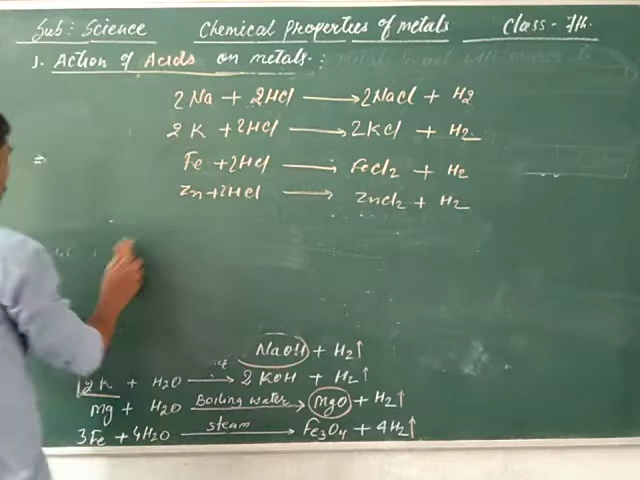 Sub: Science Chemical Properties of metals Class - 7th.
1. Action of Acids on metals :
2Na + 2HCl ⟶ 2NaCl + H2
2K + 2HCl ⟶ 2KCl + H2
⇒ Fe + 2HCl ⟶ FeCl2 + H2
Zn + 2HCl ⟶ ZnCl2 + H2
NaOH + H2↑
2K + H2O ⟶ 2KOH + H2↑
mg + H2O Boiling water ⟶ MgO + H2↑
3Fe + 4H2O steam ⟶ Fe3O4 + 4H2↑